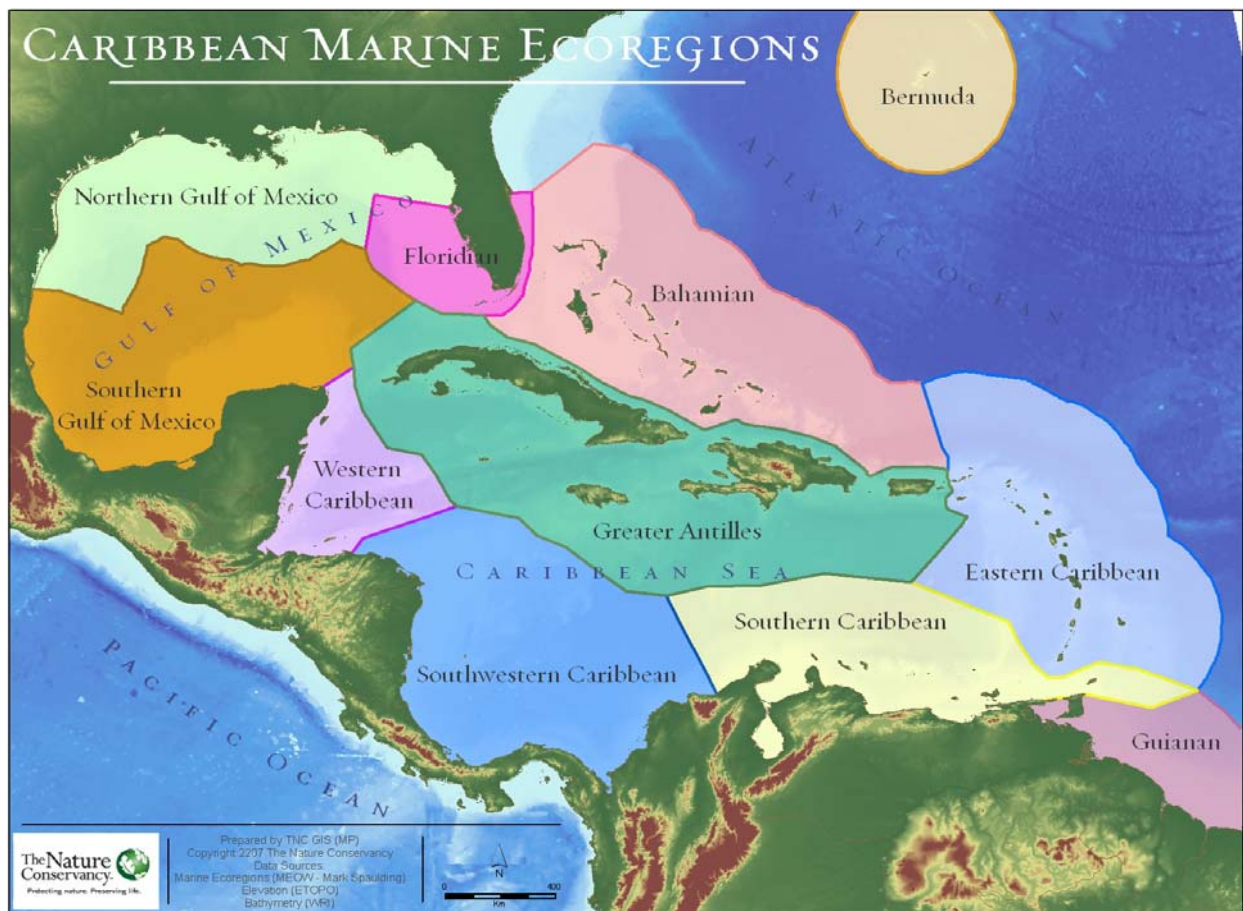 CARIBBEAN MARINE ECOREGIONS
Bermuda
ATLANTIC OCEAN
Northern Gulf of Mexico
GULF OF MEXICO
Floridian
Bahamian
Southern
Gulf of Mexico
Western
Caribbean
Greater Antilles
CARIBBEAN SEA
Eastern Caribbean
Southern Caribbean
Southwestern Caribbean
Guianan
PACIFIC OCEAN
The Nature
Conservancy
Protecting nature. Preserving life.
Prepared by TNC GIS (MP)
Copyright 2207 The Nature Conservancy
Data Sources:
Marine Ecoregions (MEOW - Mark Spaulding)
Elevation (ETOPO)
Bathymetry (WRI)
N
0 400
Km